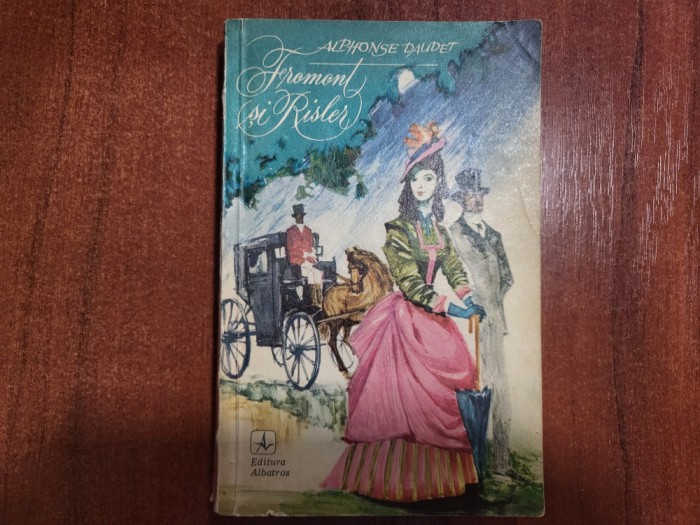 ALPHONSE DAUDET
Fromont
și Risler
Editura
Albatros